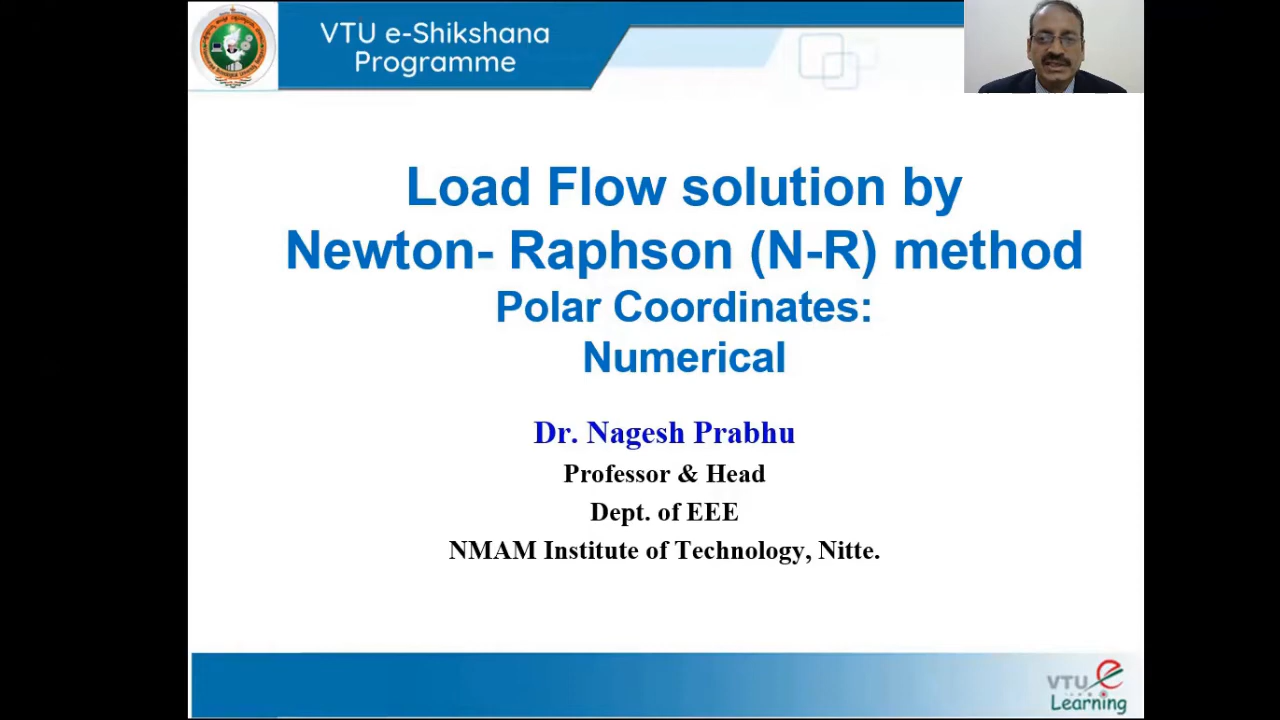 VTU e-Shikshana
Programme
Load Flow solution by
Newton- Raphson (N-R) method
Polar Coordinates:
Numerical
Dr. Nagesh Prabhu
Professor & Head
Dept. of EEE
NMAM Institute of Technology, Nitte.
VTU e
Learning